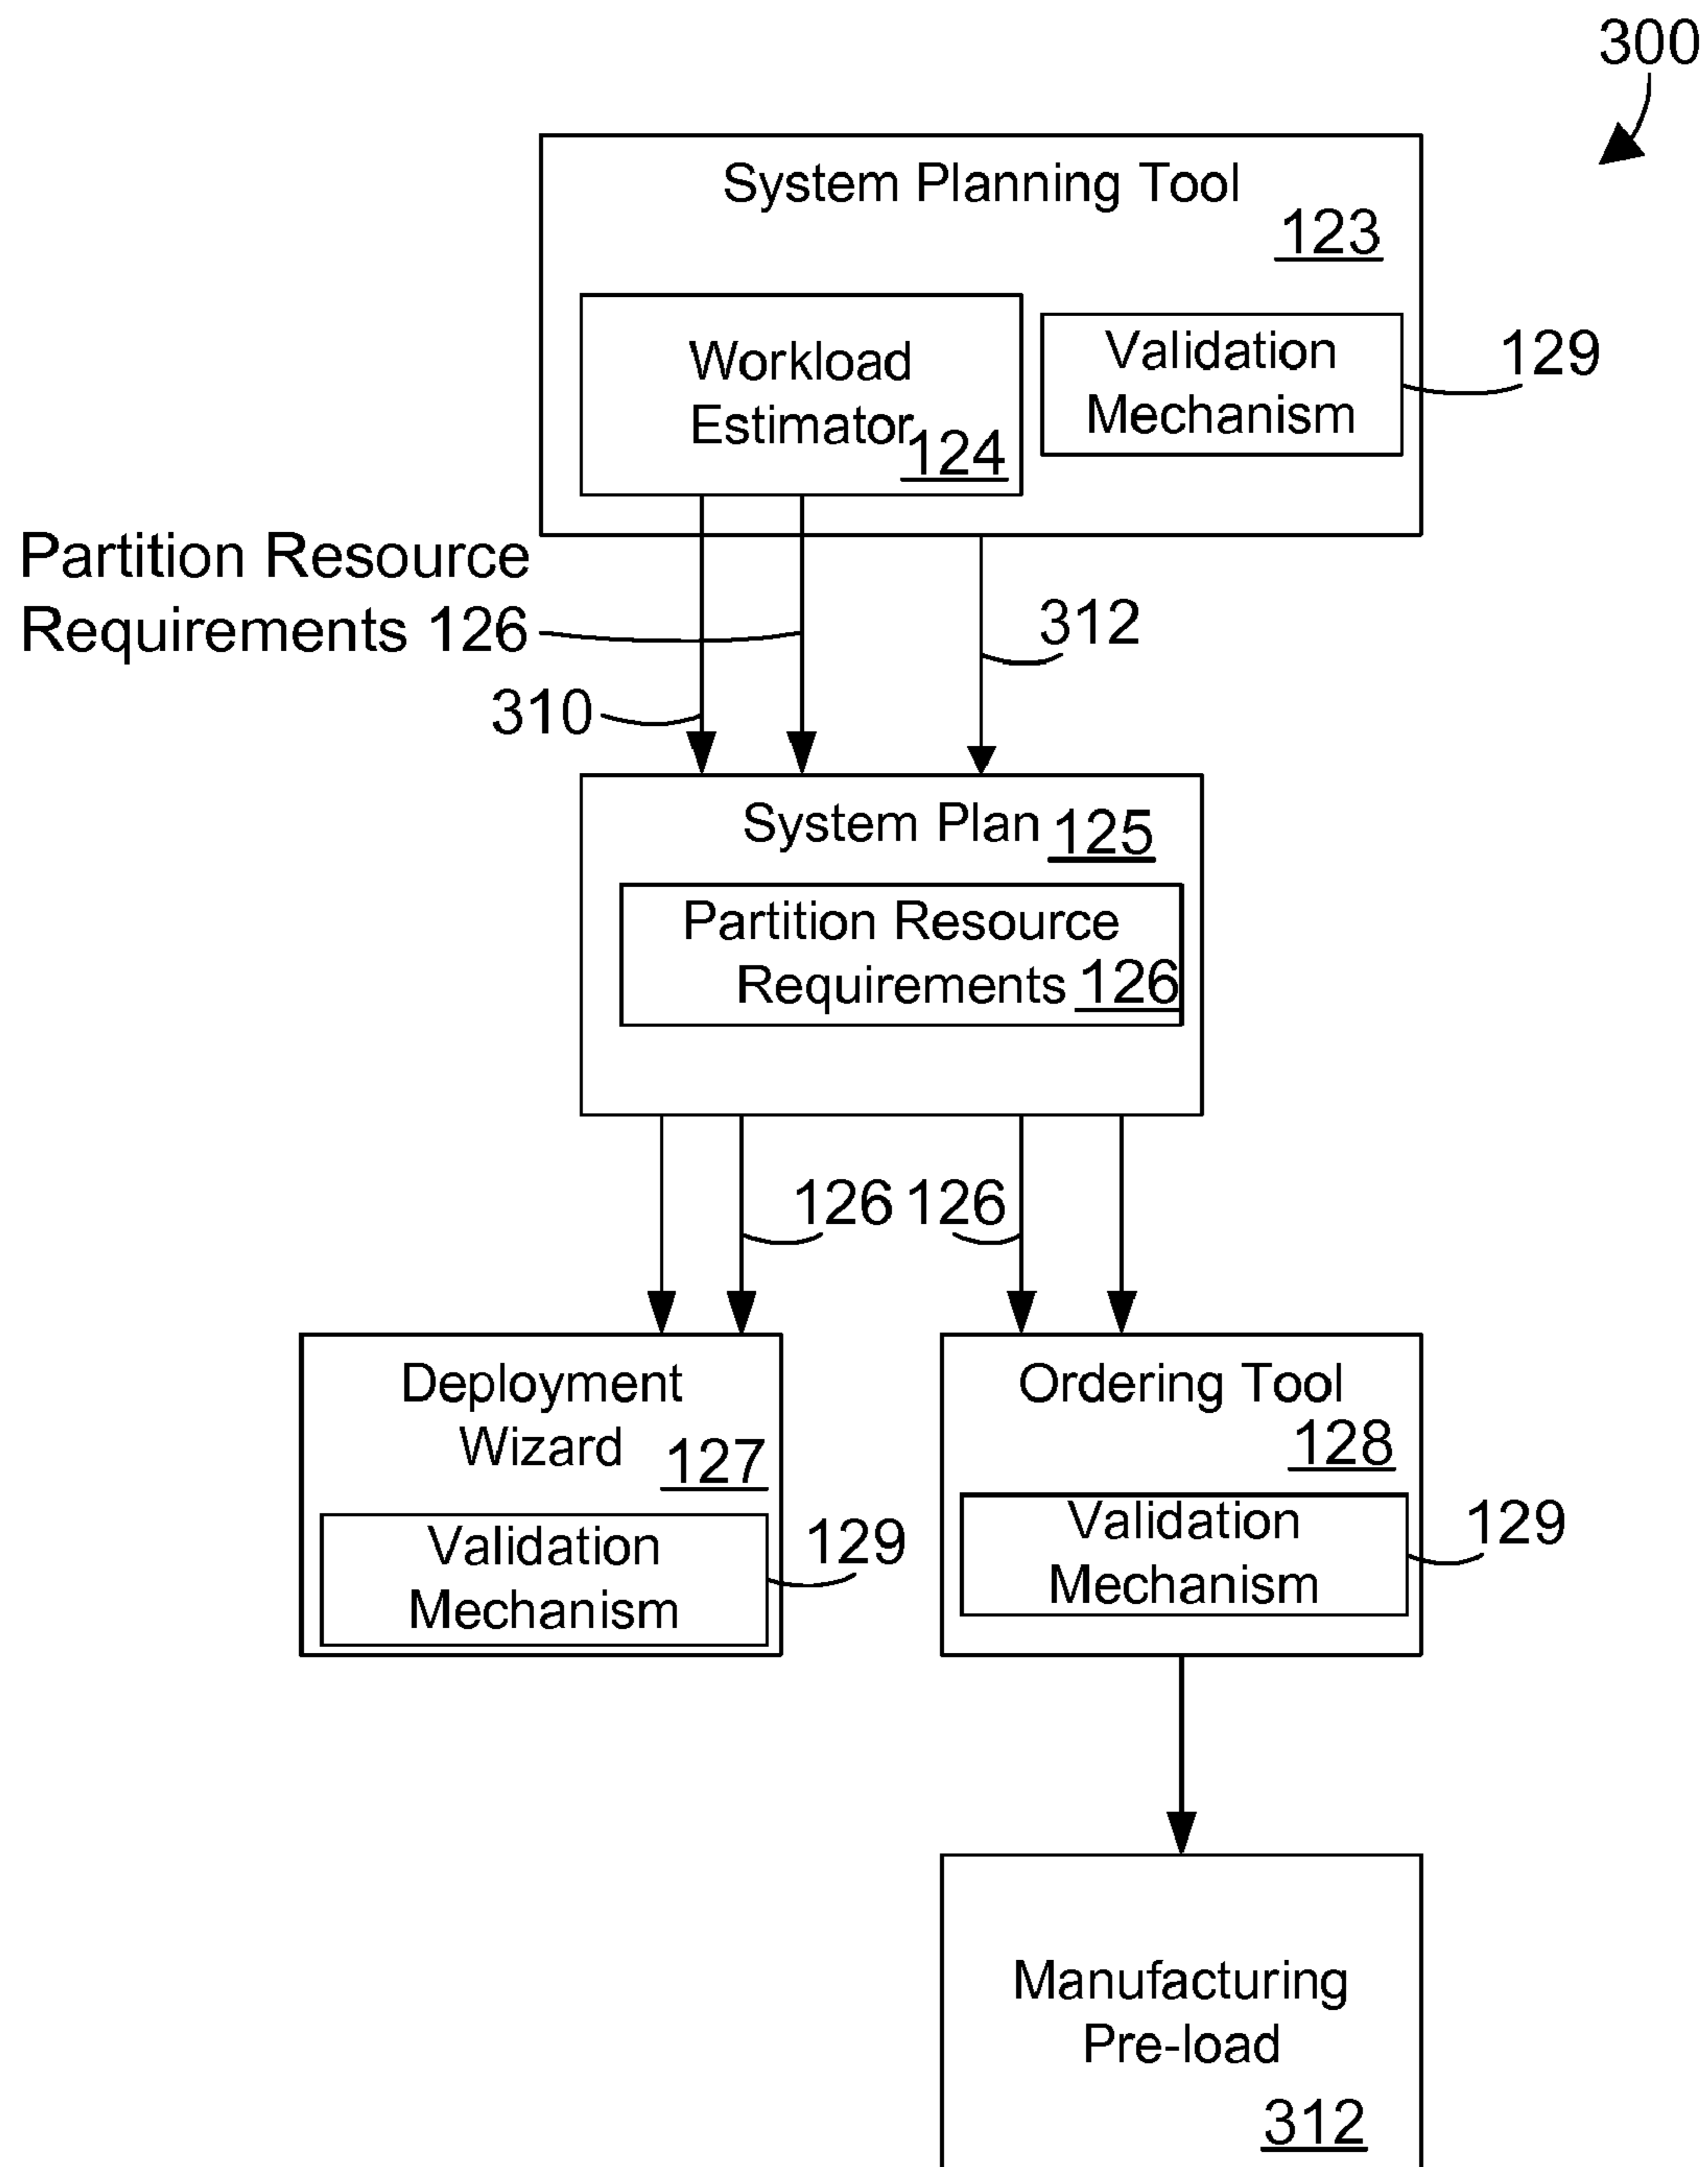 300
System Planning Tool
123
Workload
Estimator 124
Validation
Mechanism
129
Partition Resource
Requirements 126
312
310
System Plan 125
Partition Resource
Requirements 126
126 126
Deployment
Wizard 127
Validation
Mechanism
129
Ordering Tool
128
Validation
Mechanism
129
Manufacturing
Pre-load
312